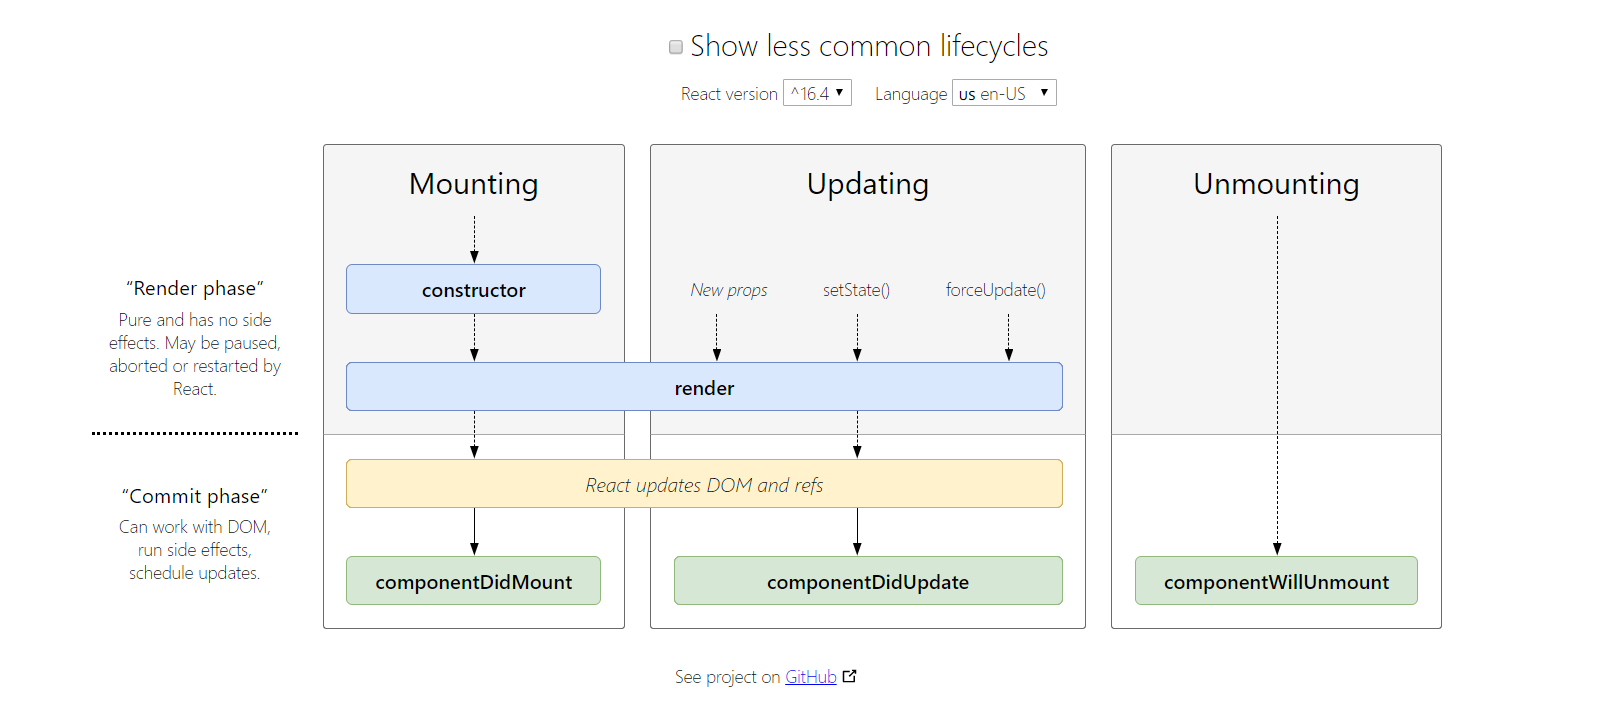 Show less common lifecycles
React version ^16.4 Language us en-US
Mounting
Updating
Unmounting
“Render phase”
Pure and has no side
effects. May be paused,
aborted or restarted by
React.
constructor
New props
setState()
forceUpdate()
render
“Commit phase”
Can work with DOM,
run side effects,
schedule updates.
React updates DOM and refs
componentDidMount
componentDidUpdate
componentWillUnmount
See project on GitHub